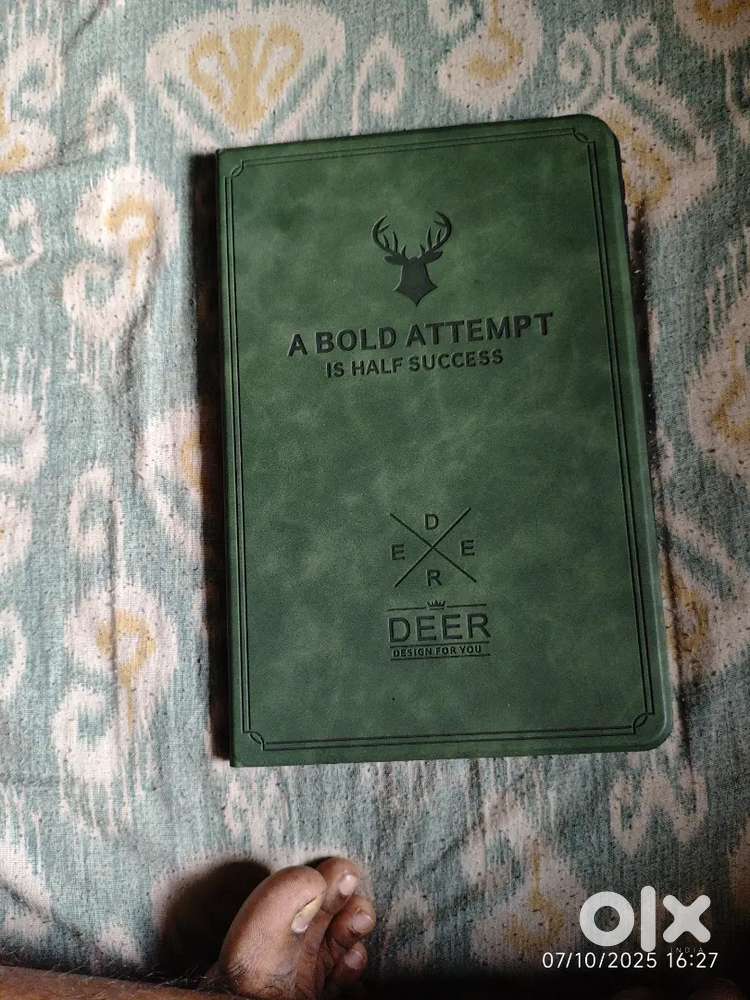 A BOLD ATTEMPT
IS HALF SUCCESS
D
E E
R
DEER
DESIGN FOR YOU
olx
INDIA
07/10/2025 16:27